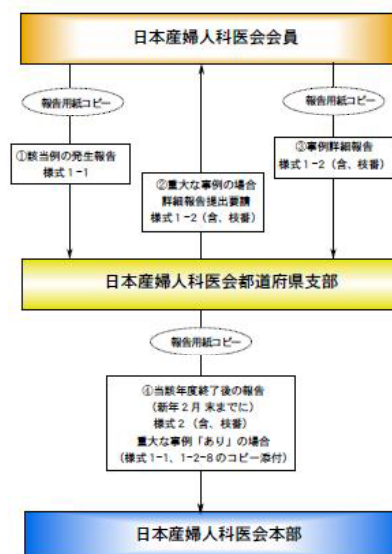 日本産婦人科医会会員
報告用紙コピー
報告用紙コピー
①該当例の発生報告
様式1-1
②重大な事例の場合
詳細報告提出要請
様式1-2(含、枝番)
③事例詳細報告
様式1-2(含、枝番)
日本産婦人科医会都道府県支部
報告用紙コピー
④当該年度終了後の報告
(新年2月末までに)
様式2(含、枝番)
重大な事例「あり」の場合
(様式1-1、1-2-8のコピー添付)
日本産婦人科医会本部